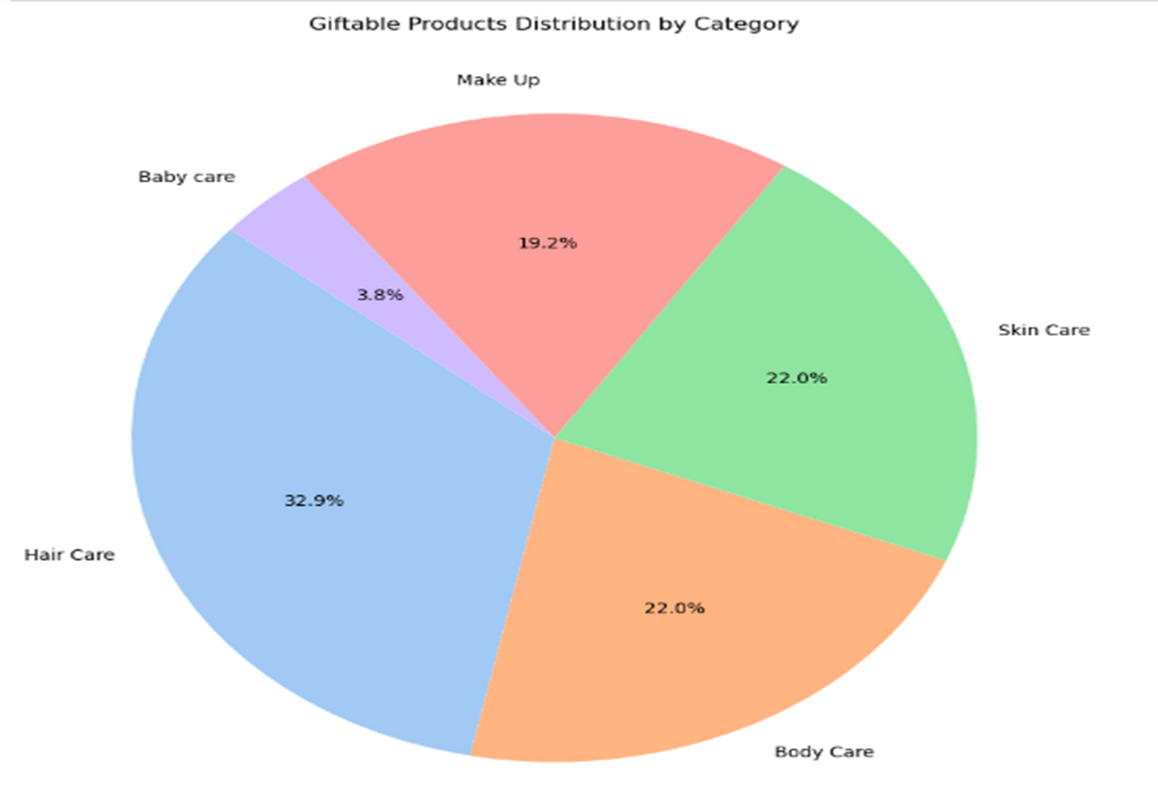 Giftable Products Distribution by Category
Make Up
Baby care
19.2%
3.8%
Skin Care
22.0%
32.9%
Hair Care
22.0%
Body Care